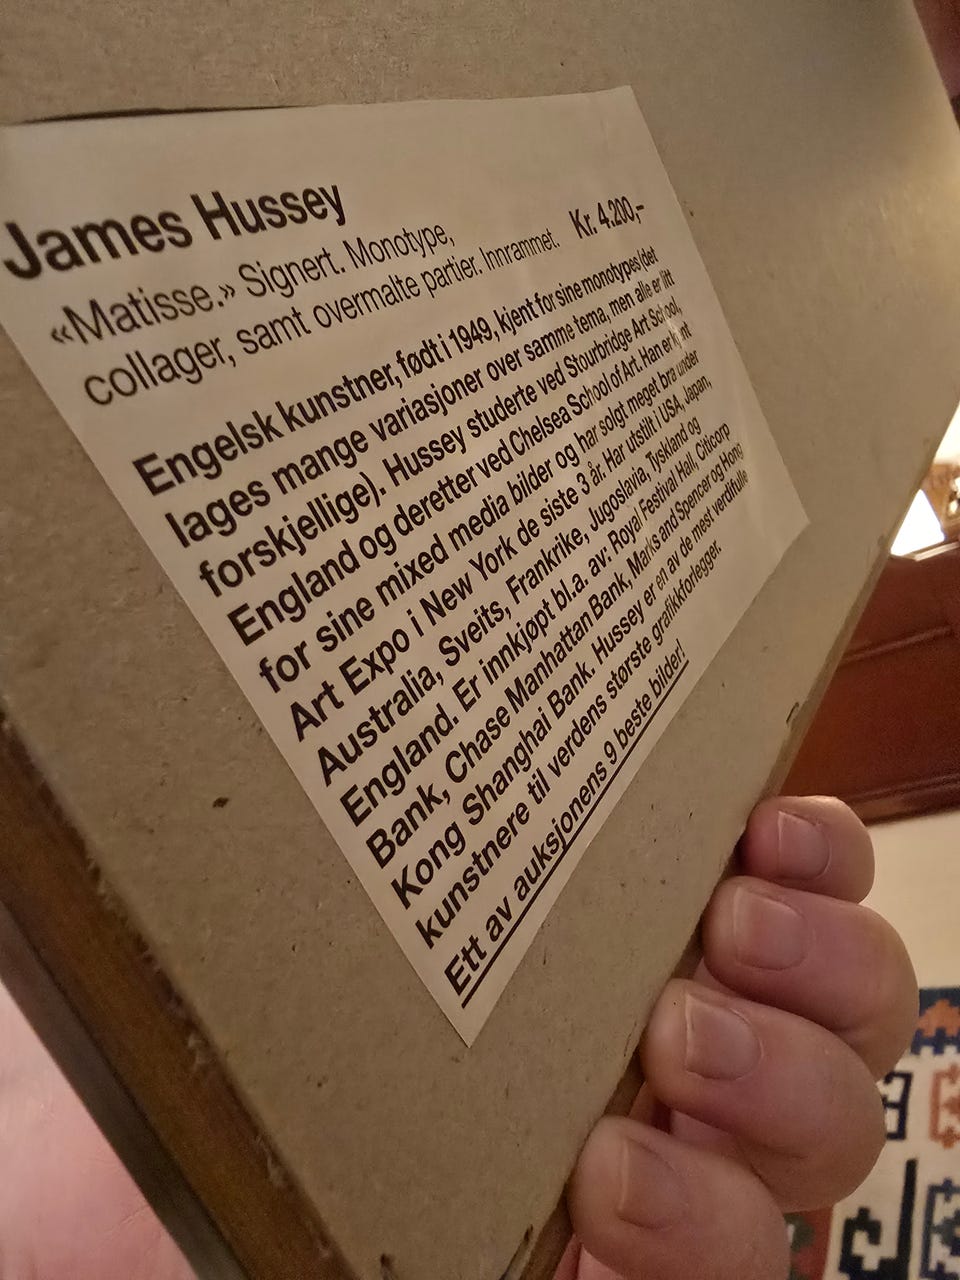 James Hussey
«Matisse.» Signert. Monotype,
collager, samt overmalte partier. Innrammet. Kr. 4.200,–
Engelsk kunstner, født i 1949, kjent for sine monotypes (det
lages mange variasjoner over samme tema, men alle er litt
forskjellige). Hussey studerte ved Stourbridge Art School,
England og deretter ved Chelsea School of Art. Han er kjent
for sine mixed media bilder og har solgt meget bra under
Art Expo i New York de siste 3 år. Har utstilt i USA, Japan,
Australia, Sveits, Frankrike, Jugoslavia, Tyskland og
England. Er innkjøpt bl.a. av: Royal Festival Hall, Citicorp
Bank, Chase Manhattan Bank, Marks and Spencer og Hong
Kong Shanghai Bank. Hussey er en av de mest verdifulle
kunstnere til verdens største grafikkforlegger.
Ett av auksjonens 9 beste bilder!